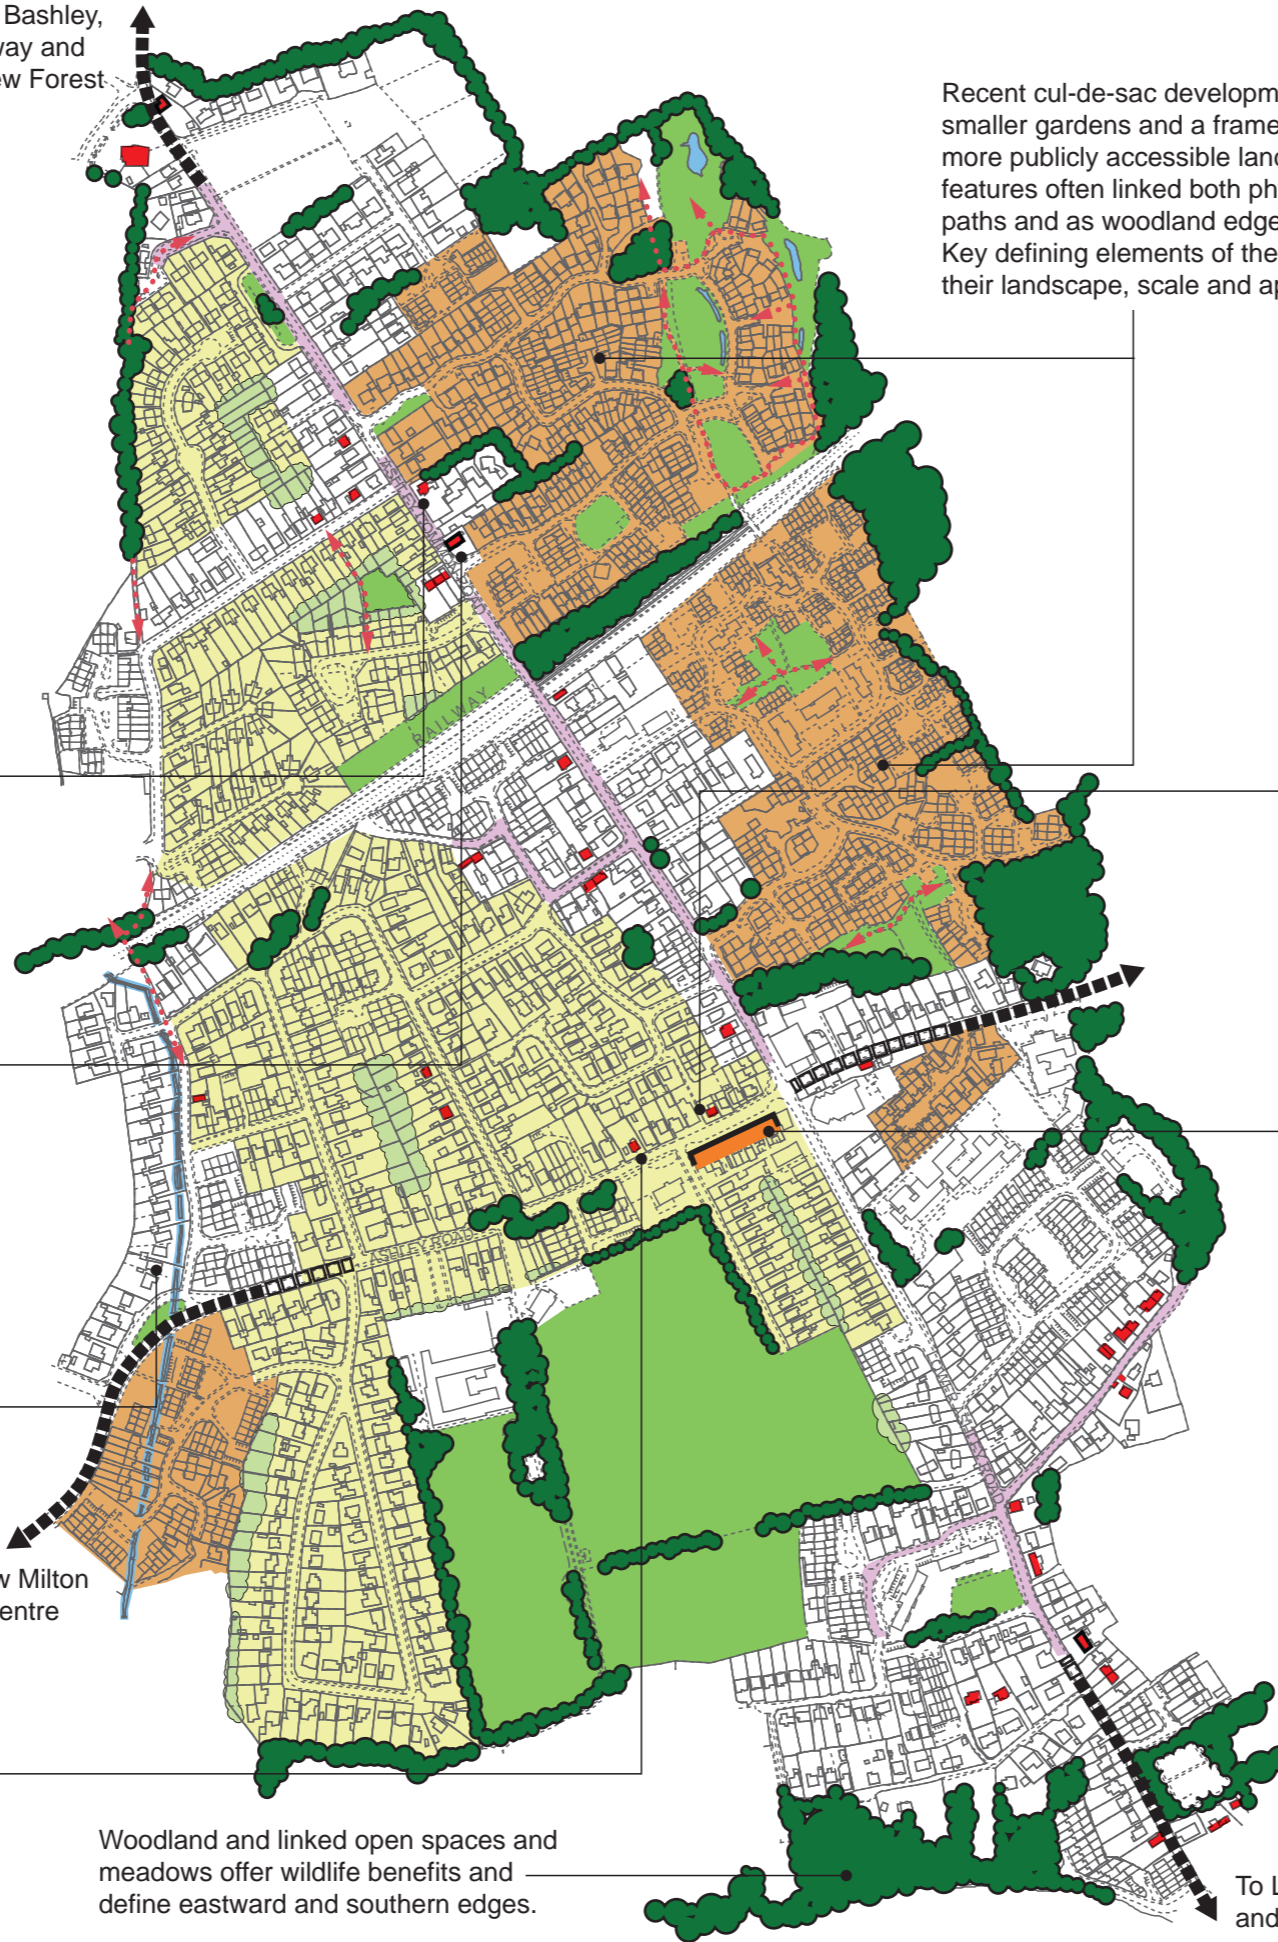 Bashley,
way and
ew Forest
Recent cul-de-sac developm
smaller gardens and a frame
more publicly accessible land
features often linked both ph
paths and as woodland edge
Key defining elements of the
their landscape, scale and ap
RAILWAY
ASHLEY ROAD
w Milton
entre
Woodland and linked open spaces and
meadows offer wildlife benefits and
define eastward and southern edges.
To L
and